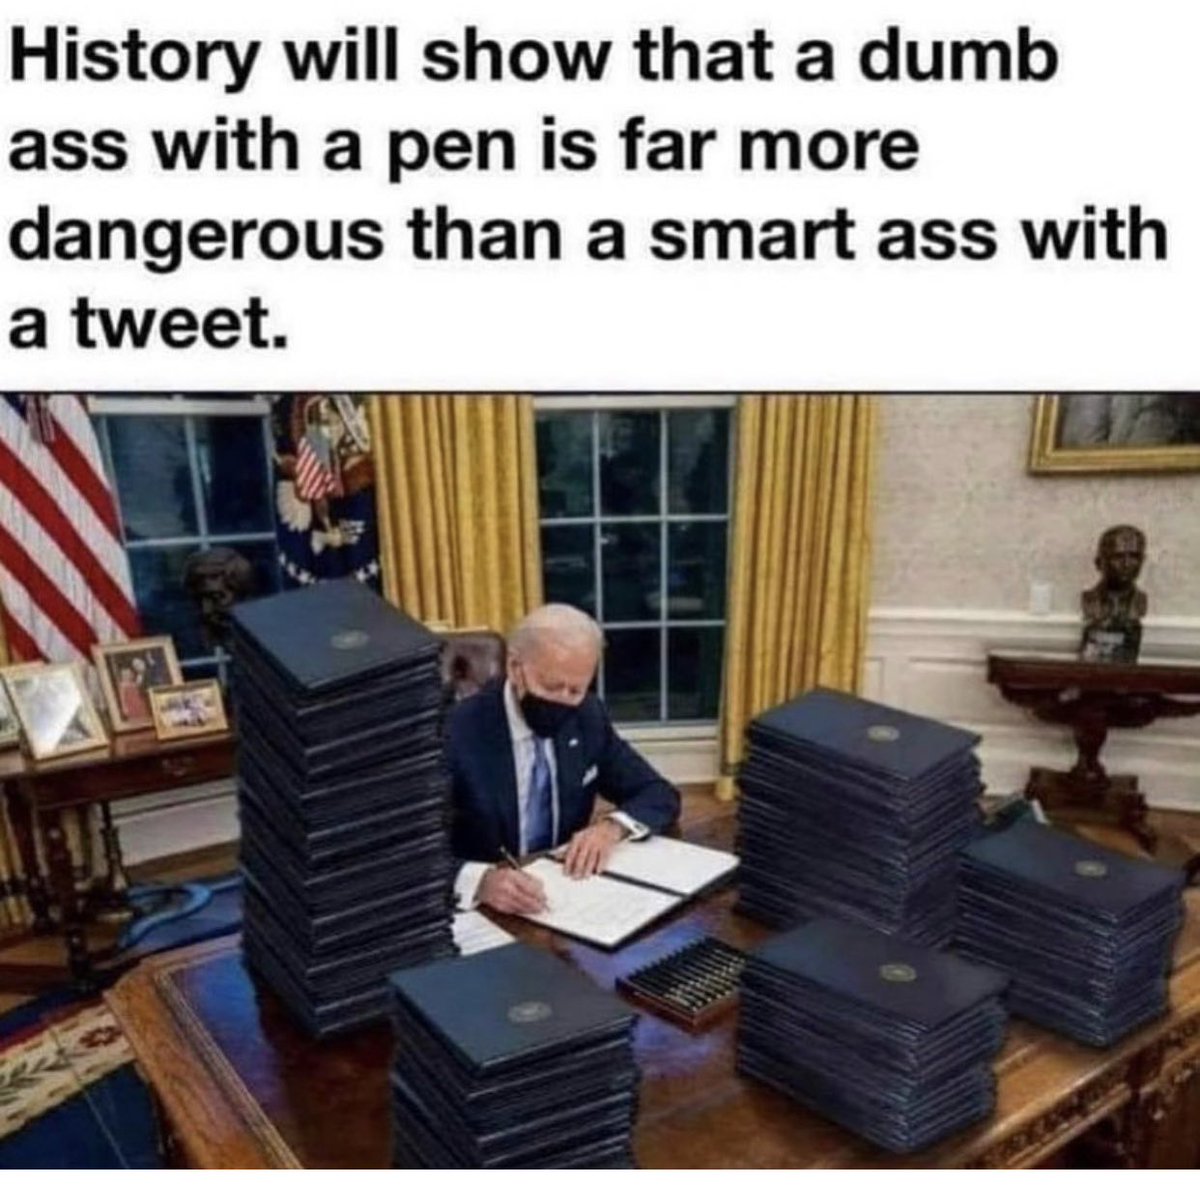 History will show that a dumb
ass with a pen is far more
dangerous than a smart ass with
a tweet.